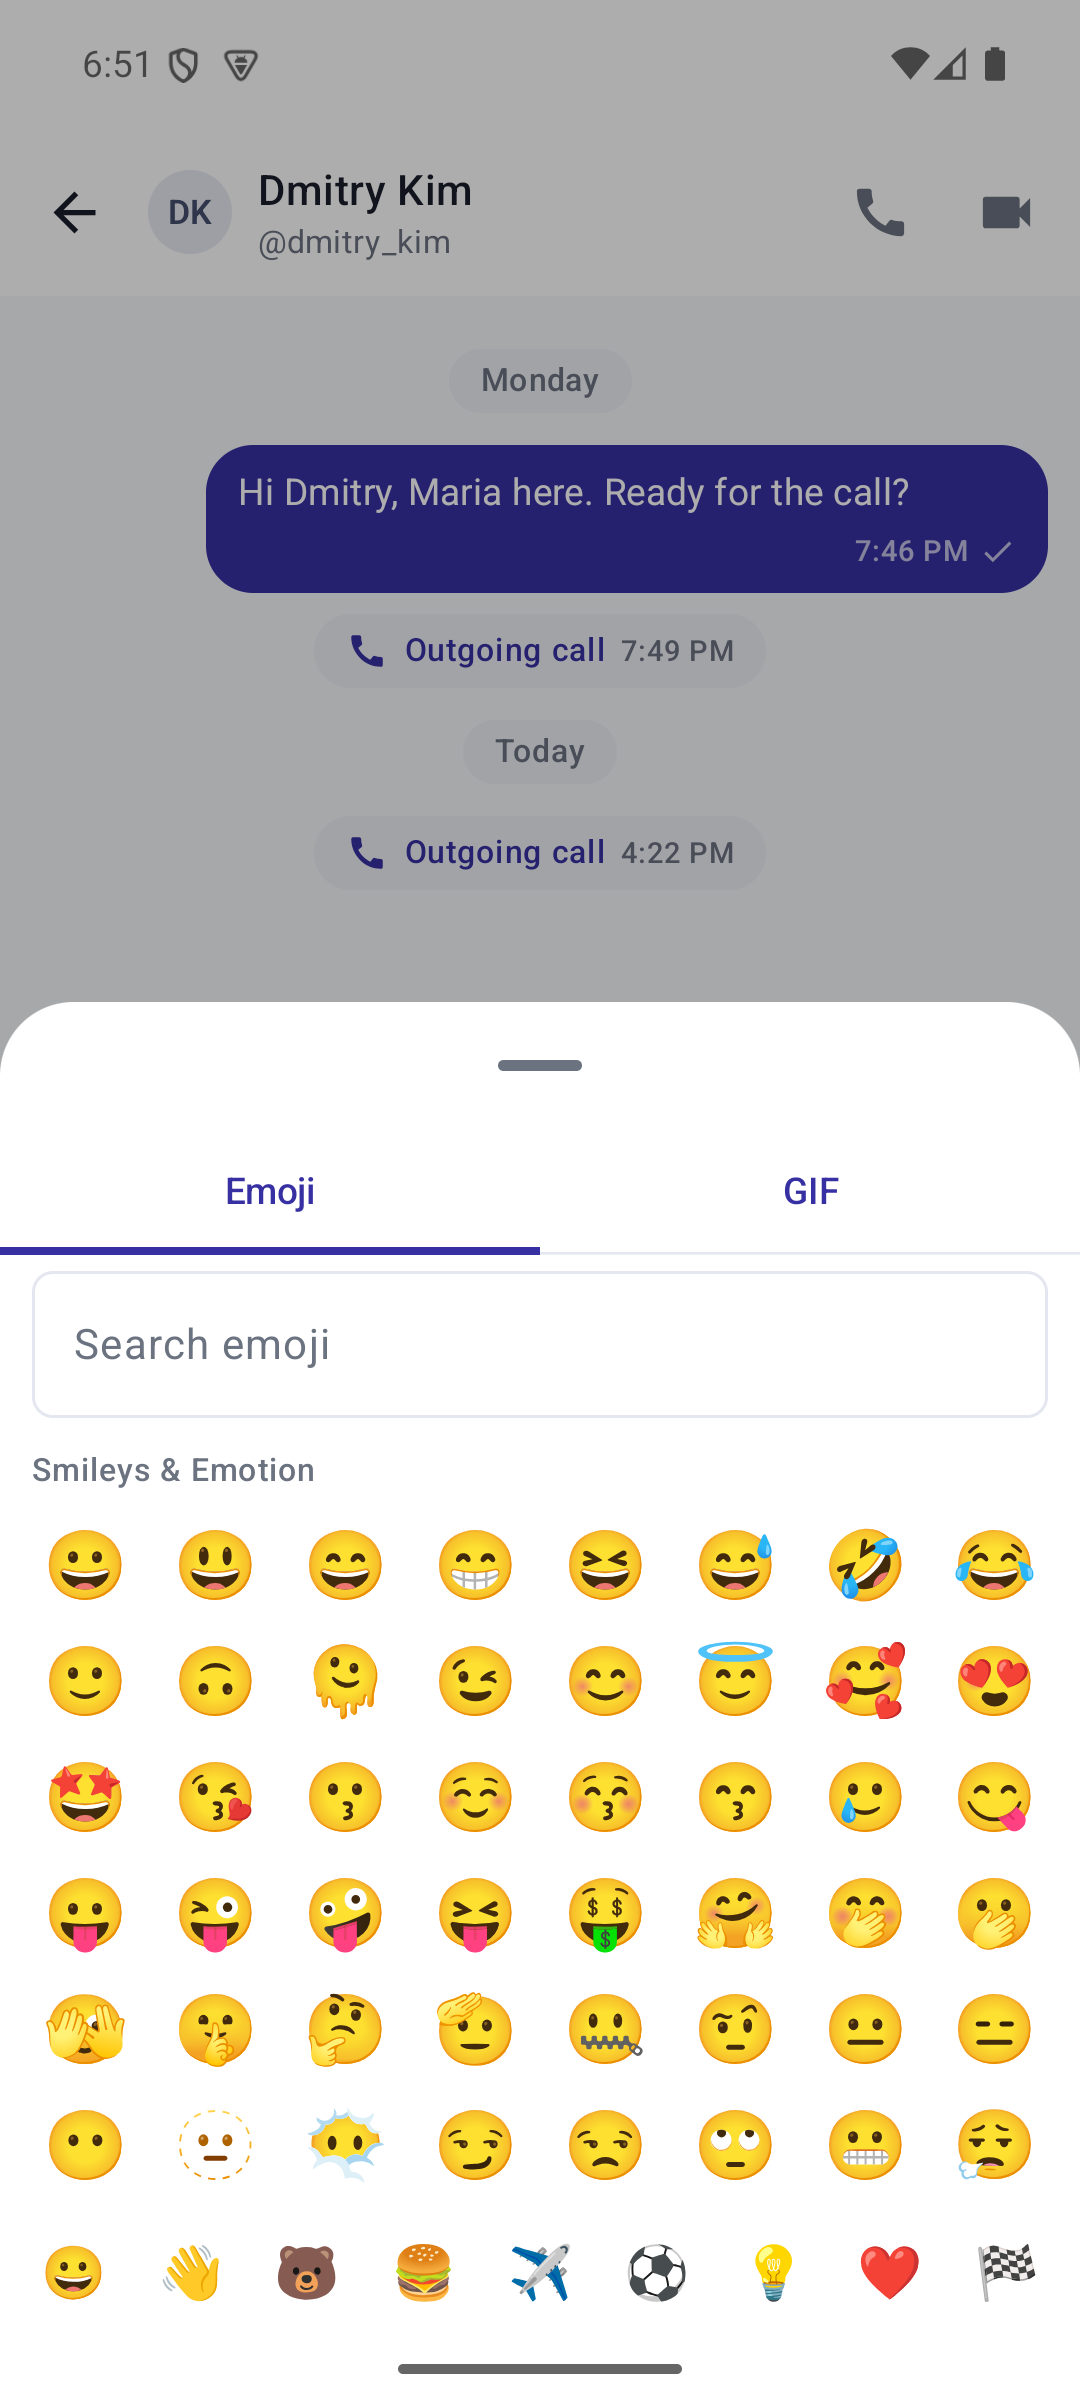 6:51
DK
Dmitry Kim
@dmitry_kim
Monday
Hi Dmitry, Maria here. Ready for the call?
7:46 PM
Outgoing call 7:49 PM
Today
Outgoing call 4:22 PM
Emoji
GIF
Search emoji
Smileys & Emotion